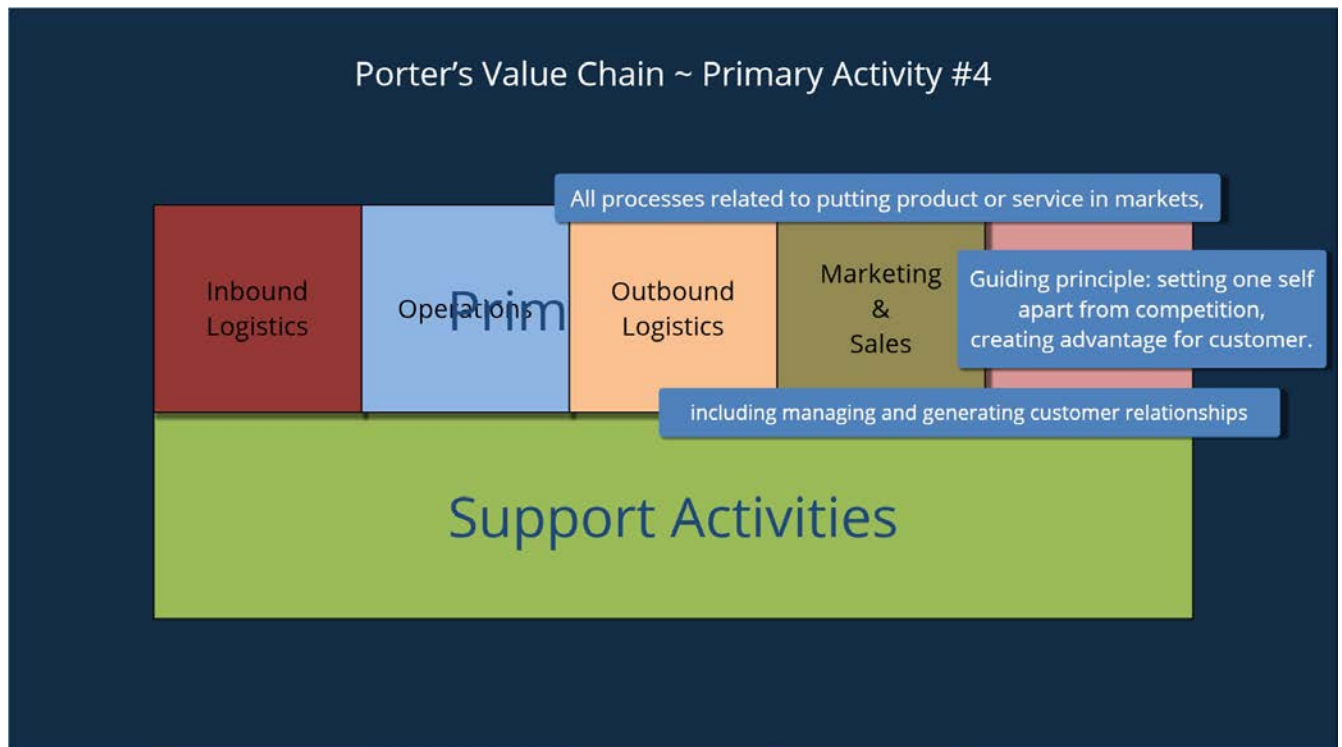 Porter's Value Chain ~ Primary Activity #4
All processes related to putting product or service in markets,
Inbound
Logistics
Operations
Prim
Outbound
Logistics
Marketing
&
Sales
Guiding principle: setting one self
apart from competition,
creating advantage for customer.
including managing and generating customer relationships
Support Activities